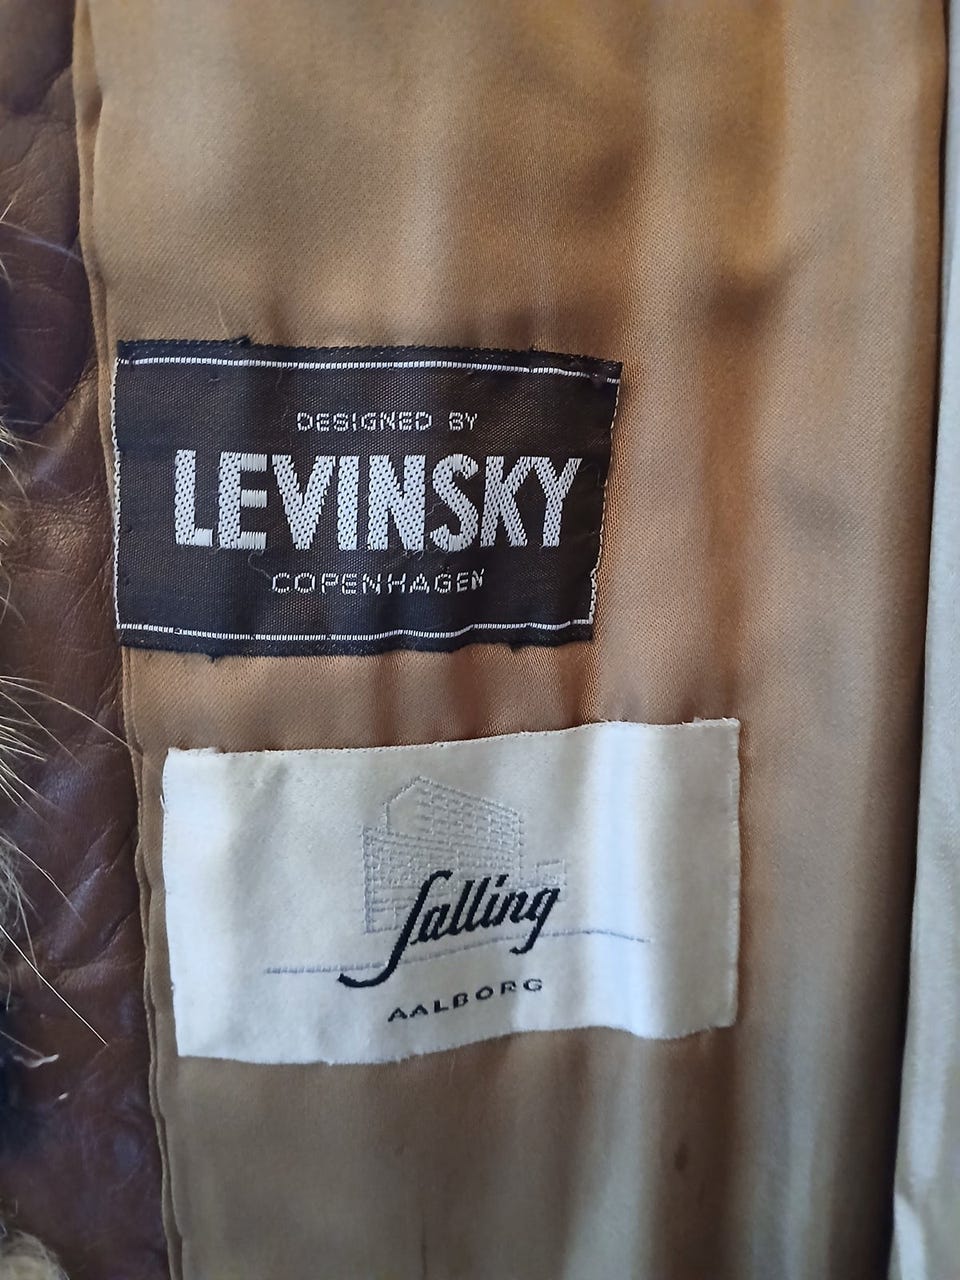 DESIGNED BY
LEVINSKY
COPENHAGEN
salling
AALBORG